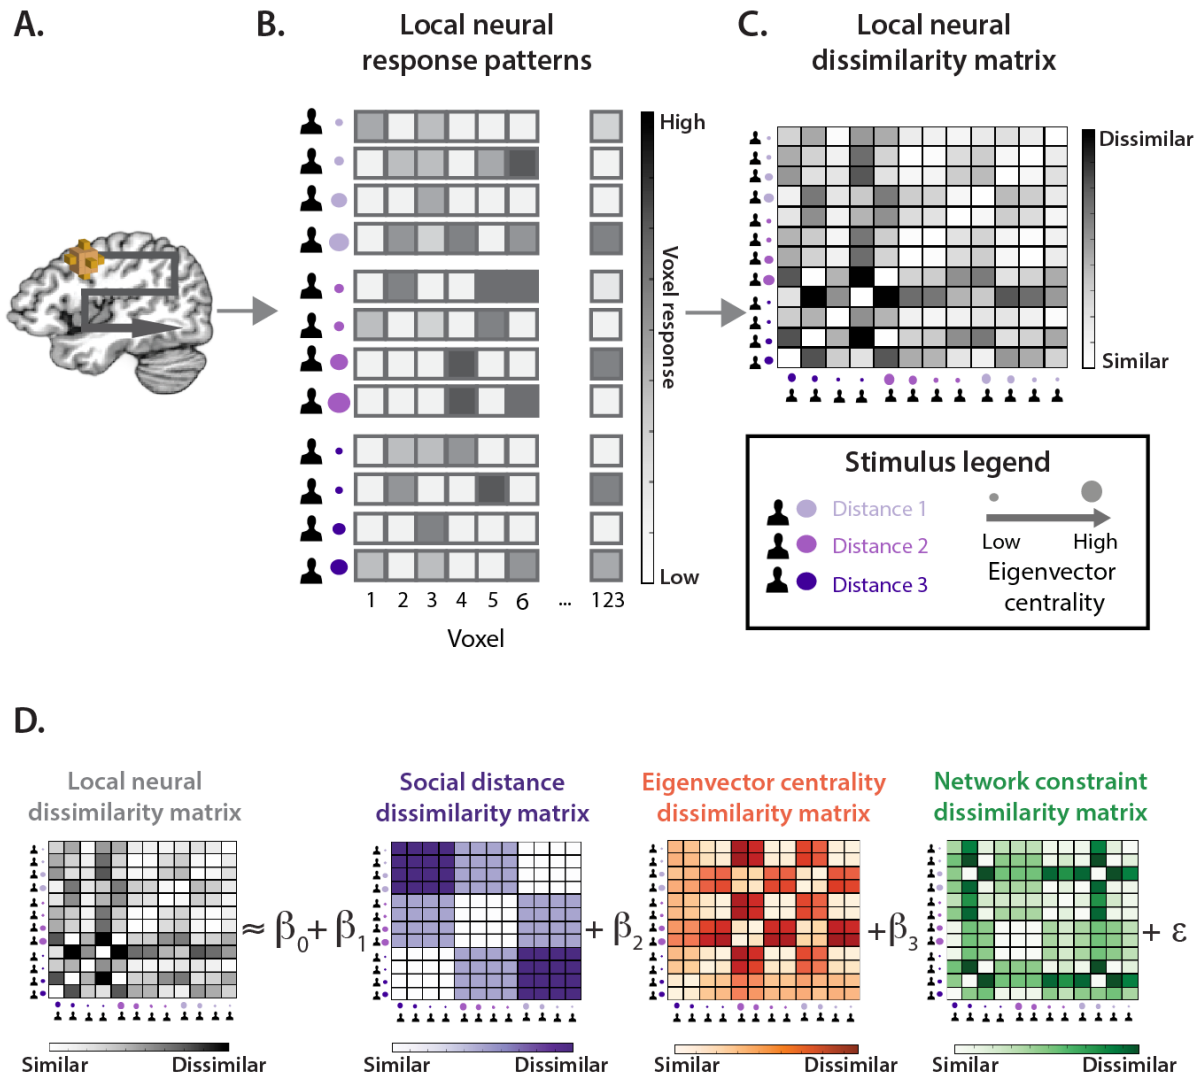 A.
B.
Local neural
response patterns
C.
Local neural
dissimilarity matrix
High
Voxel response
Low
1 2 3 4 5 6 ... 123
Voxel
Dissimilar
Similar
Stimulus legend
Distance 1
Distance 2
Distance 3
Low High
Eigenvector
centrality
D.
Local neural
dissimilarity matrix
Social distance
dissimilarity matrix
Eigenvector centrality
dissimilarity matrix
Network constraint
dissimilarity matrix
≈ β0 + β1 + β2 + β3 + ε
Similar Dissimilar
Similar Dissimilar
Similar Dissimilar
Similar Dissimilar